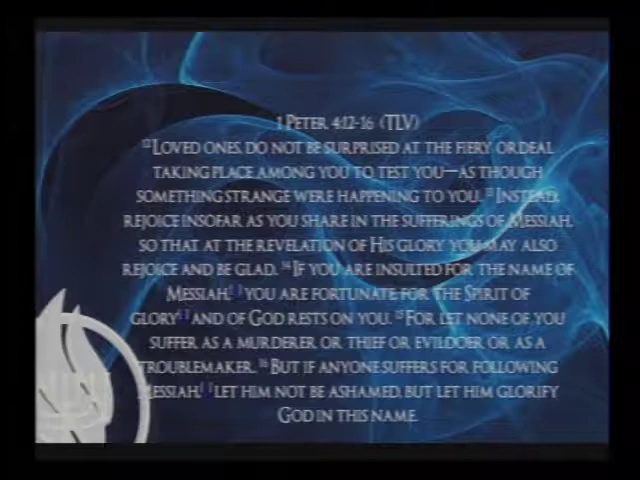 1 Peter 4:12-16 (TLV)
12 Loved ones, do not be surprised at the fiery ordeal
taking place among you to test you—as though
something strange were happening to you. 13 Instead,
rejoice insofar as you share in the sufferings of Messiah,
so that at the revelation of His glory you may also
rejoice and be glad. 14 If you are insulted for the name of
Messiah,[ ] you are fortunate, for the Spirit of
glory[ ] and of God rests on you. 15 For let none of you
suffer as a murderer or thief or evildoer or as a
troublemaker. 16 But if anyone suffers for following
Messiah,[ ] let him not be ashamed, but let him glorify
God in this name.